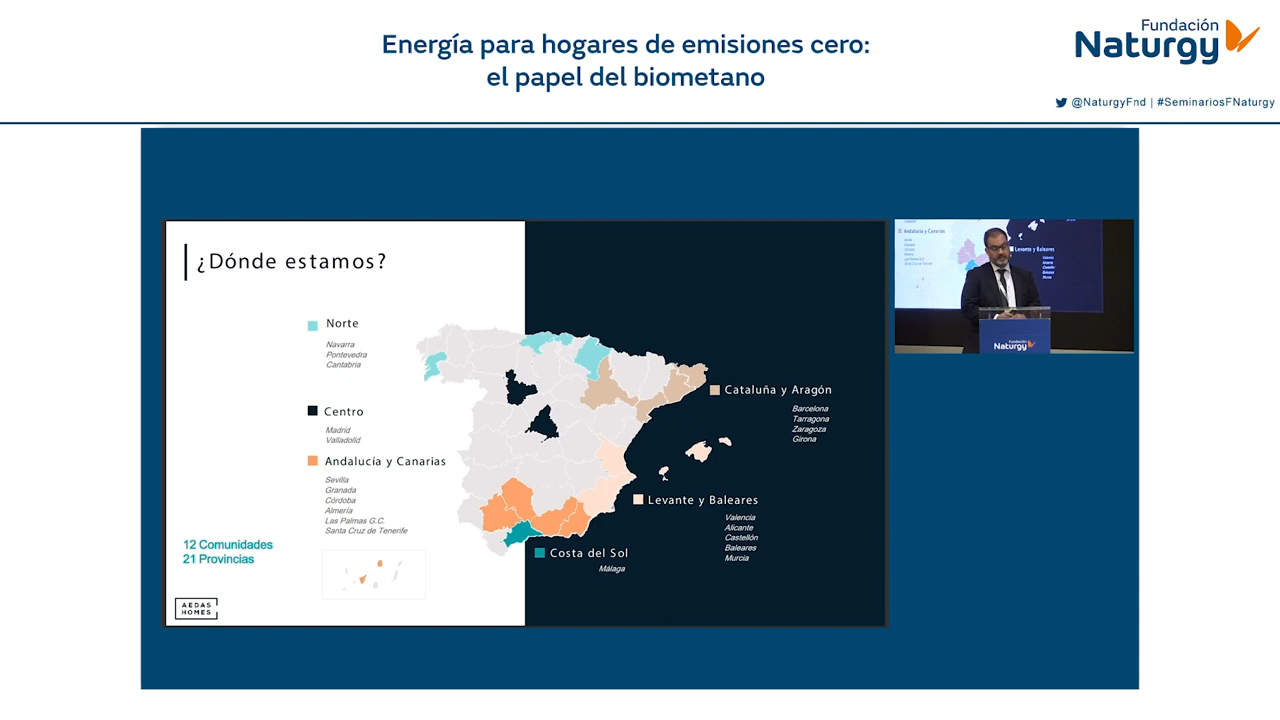 Energía para hogares de emisiones cero:
el papel del biometano
Fundación
Naturgy
@NaturgyFnd | #SeminariosFNaturgy
¿Dónde estamos?
Norte
Navarra
Pontevedra
Cantabria
Centro
Madrid
Valladolid
Andalucía y Canarias
Sevilla
Granada
Córdoba
Almería
Las Palmas G.C.
Santa Cruz de Tenerife
12 Comunidades
21 Provincias
AEDAS
HOMES
Cataluña y Aragón
Barcelona
Tarragona
Zaragoza
Girona
Levante y Baleares
Valencia
Alicante
Castellón
Baleares
Murcia
Costa del Sol
Málaga
Andalucía y Canarias
Levante y Baleares
Fundación
Naturgy